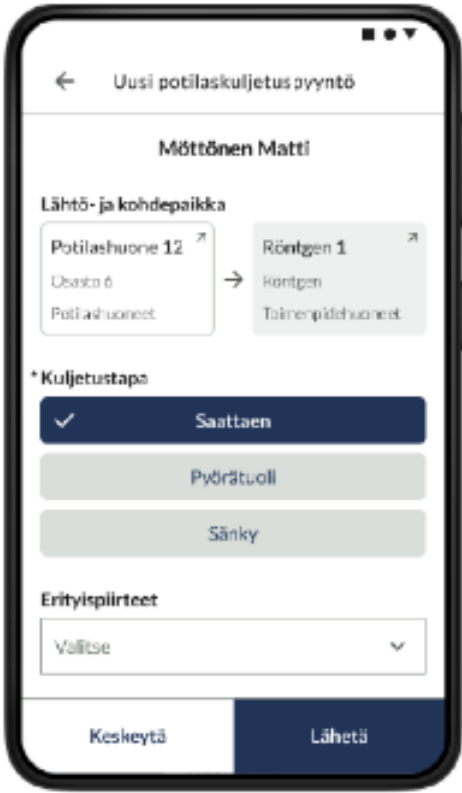 Uusi potilaskuljetuspyyntö
Möttönen Matti
Lähtö- ja kohdepaikka
Potilashuone 12
Osasto 6
Potilashuoneet
Röntgen 1
Röntgen
Toimenpidehuoneet
* Kuljetustapa
Saattaen
Pyörätuoli
Sänky
Erityispiirteet
Valitse
Keskeytä
Lähetä